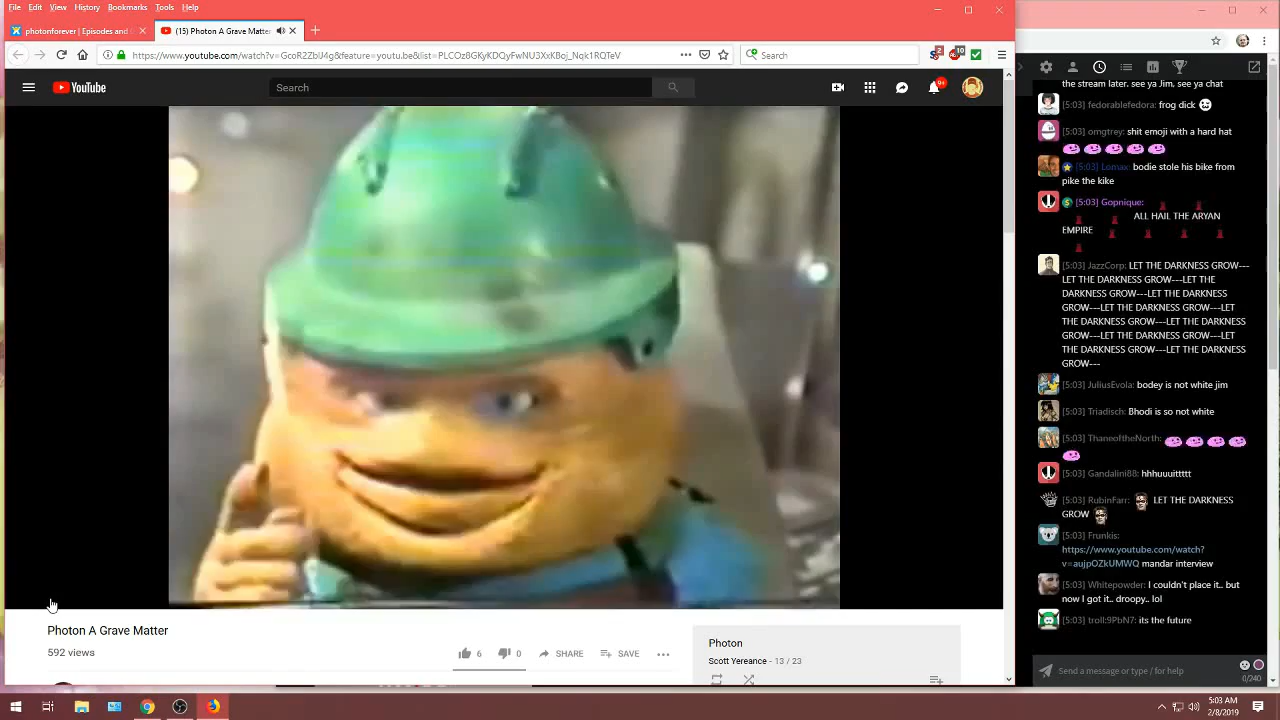 File Edit View History Bookmarks Tools Help
photonforever | Episodes and
(15) Photon A Grave Matter
https://www.youtube.com/watch?v=GcoR2ZbIJ4g&feature=youtu.be&list=PLCOz8GKyKDQyFwNU3XxKBoj_Nqk1RQTeV
Search
2
10
YouTube
Search
9+
Photon A Grave Matter
592 views
6
0
SHARE
SAVE
Photon
Scott Yereance - 13 / 23
the stream later. see ya Jim, see ya chat
[5:03] fedorablefedora: frog dick
[5:03] omgtrey: shit emoji with a hard hat
[5:03] Lomax: bodie stole his bike from
pike the kike
[5:03] Gopnique:
ALL HAIL THE ARYAN
EMPIRE
[5:03] JazzCorp: LET THE DARKNESS GROW---
LET THE DARKNESS GROW---LET THE
DARKNESS GROW---LET THE DARKNESS
GROW---LET THE DARKNESS GROW---LET
THE DARKNESS GROW---LET THE DARKNESS
GROW---LET THE DARKNESS GROW---LET
THE DARKNESS GROW---LET THE DARKNESS
GROW---
[5:03] JuliusEvola: bodey is not white jim
[5:03] Triadisch: Bhodi is so not white
[5:03] ThaneoftheNorth:
[5:03] Gandalini88: hhhuuuittttt
[5:03] RubinFarr: LET THE DARKNESS
GROW
[5:03] Frunkis:
https://www.youtube.com/watch?
v=aujpOZkUMWQ mandar interview
[5:03] Whitepowder: I couldn't place it.. but
now I got it.. droopy.. lol
[5:03] troll:9PbN7: its the future
Send a message or type / for help
0/240
5:03 AM
2/8/2019